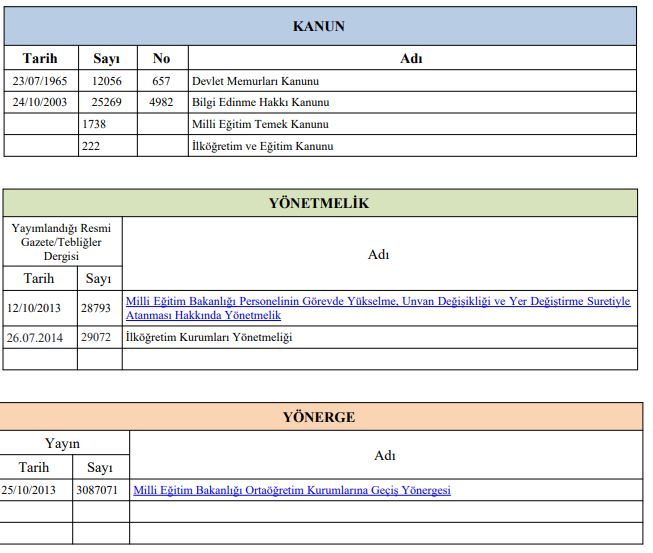 KANUN
Tarih Sayı No Adı
23/07/1965 12056 657 Devlet Memurları Kanunu
24/10/2003 25269 4982 Bilgi Edinme Hakkı Kanunu
1738 Milli Eğitim Temek Kanunu
222 İlköğretim ve Eğitim Kanunu
YÖNETMELİK
Yayımlandığı Resmi
Gazete/Tebliğler
Dergisi
Adı
Tarih Sayı
12/10/2013 28793 Milli Eğitim Bakanlığı Personelinin Görevde Yükselme, Unvan Değişikliği ve Yer Değiştirme Suretiyle
Atanması Hakkında Yönetmelik
26.07.2014 29072 İlköğretim Kurumları Yönetmeliği
YÖNERGE
Yayın
Adı
Tarih Sayı
25/10/2013 3087071 Milli Eğitim Bakanlığı Ortaöğretim Kurumlarına Geçiş Yönergesi